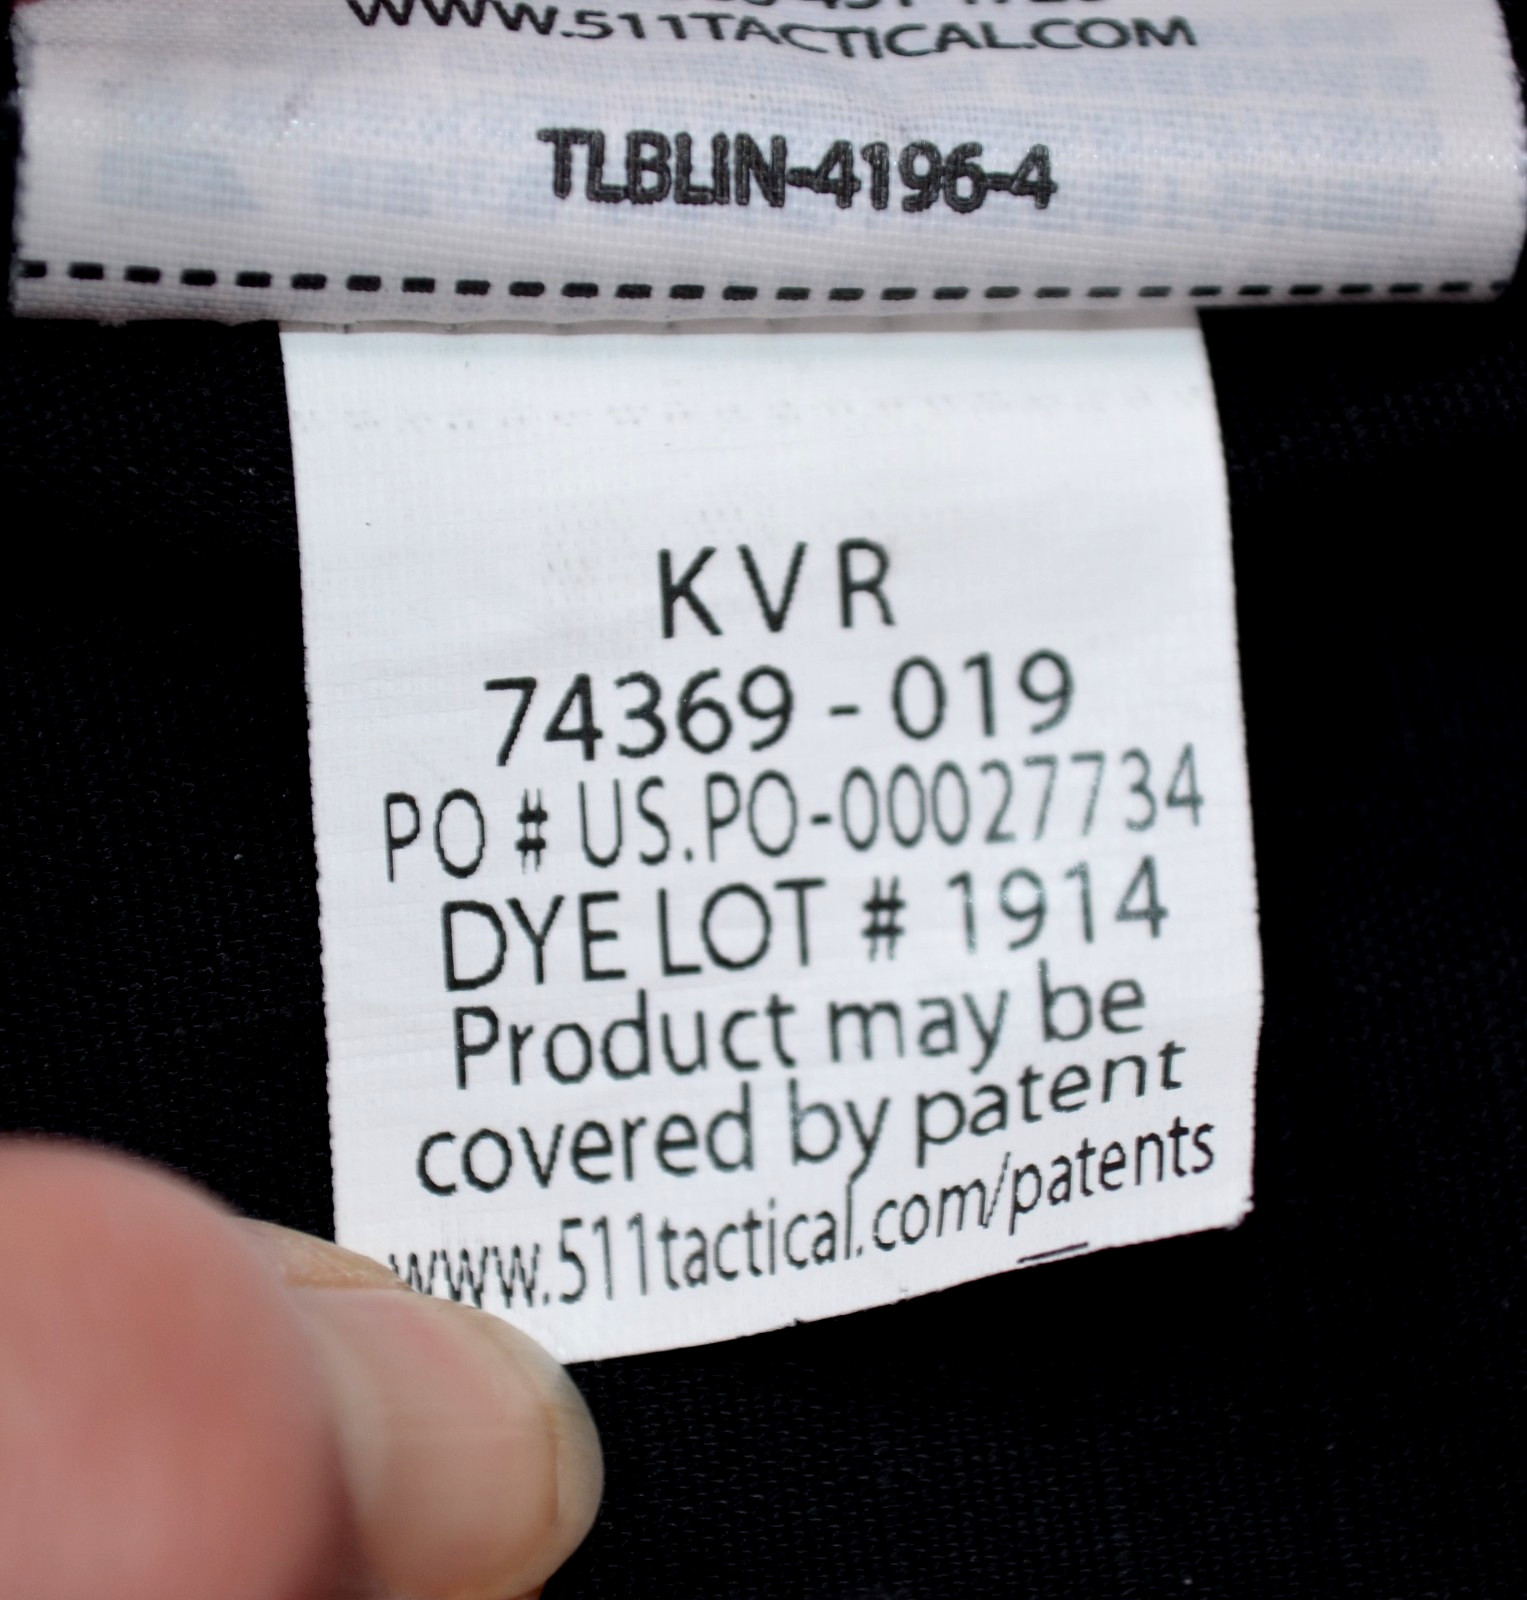 WWW.511TACTICAL.COM
TLBLIN-4196-4
KVR
74369 - 019
PO # US.PO-00027734
DYE LOT # 1914
Product may be
covered by patent
www.511tactical.com/patents